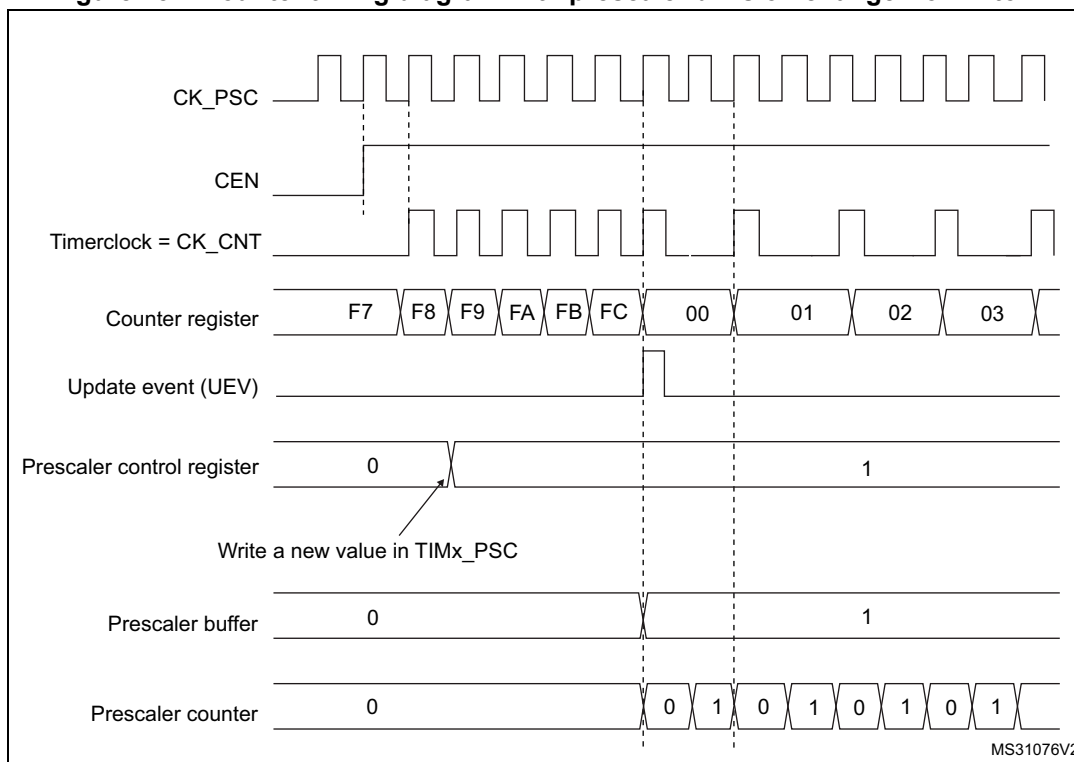 CK_PSC
CEN
Timerclock = CK_CNT
Counter register F7 F8 F9 FA FB FC 00 01 02 03
Update event (UEV)
Prescaler control register 0 1
Write a new value in TIMx_PSC
Prescaler buffer 0 1
Prescaler counter 0 0 1 0 1 0 1 0 1
MS31076V2